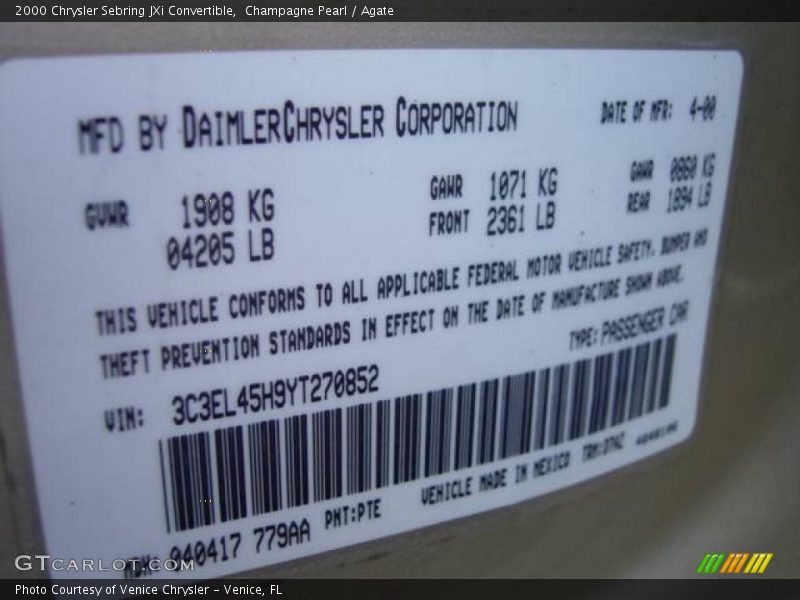 2000 Chrysler Sebring JXi Convertible, Champagne Pearl / Agate
MFD BY DAIMLERCHRYSLER CORPORATION DATE OF MFR: 4-00
GVWR 1908 KG GAWR 1071 KG GAWR 0860 KG
04205 LB FRONT 2361 LB REAR 1894 LB
THIS VEHICLE CONFORMS TO ALL APPLICABLE FEDERAL MOTOR VEHICLE SAFETY, BUMPER AND
THEFT PREVENTION STANDARDS IN EFFECT ON THE DATE OF MANUFACTURE SHOWN ABOVE.
TYPE: PASSENGER CAR
VIN: 3C3EL45H9YT270852
VEHICLE MADE IN MEXICO
MDH: 040417 779AA PNT:PTE
GTCARLOT.COM
Photo Courtesy of Venice Chrysler – Venice, FL